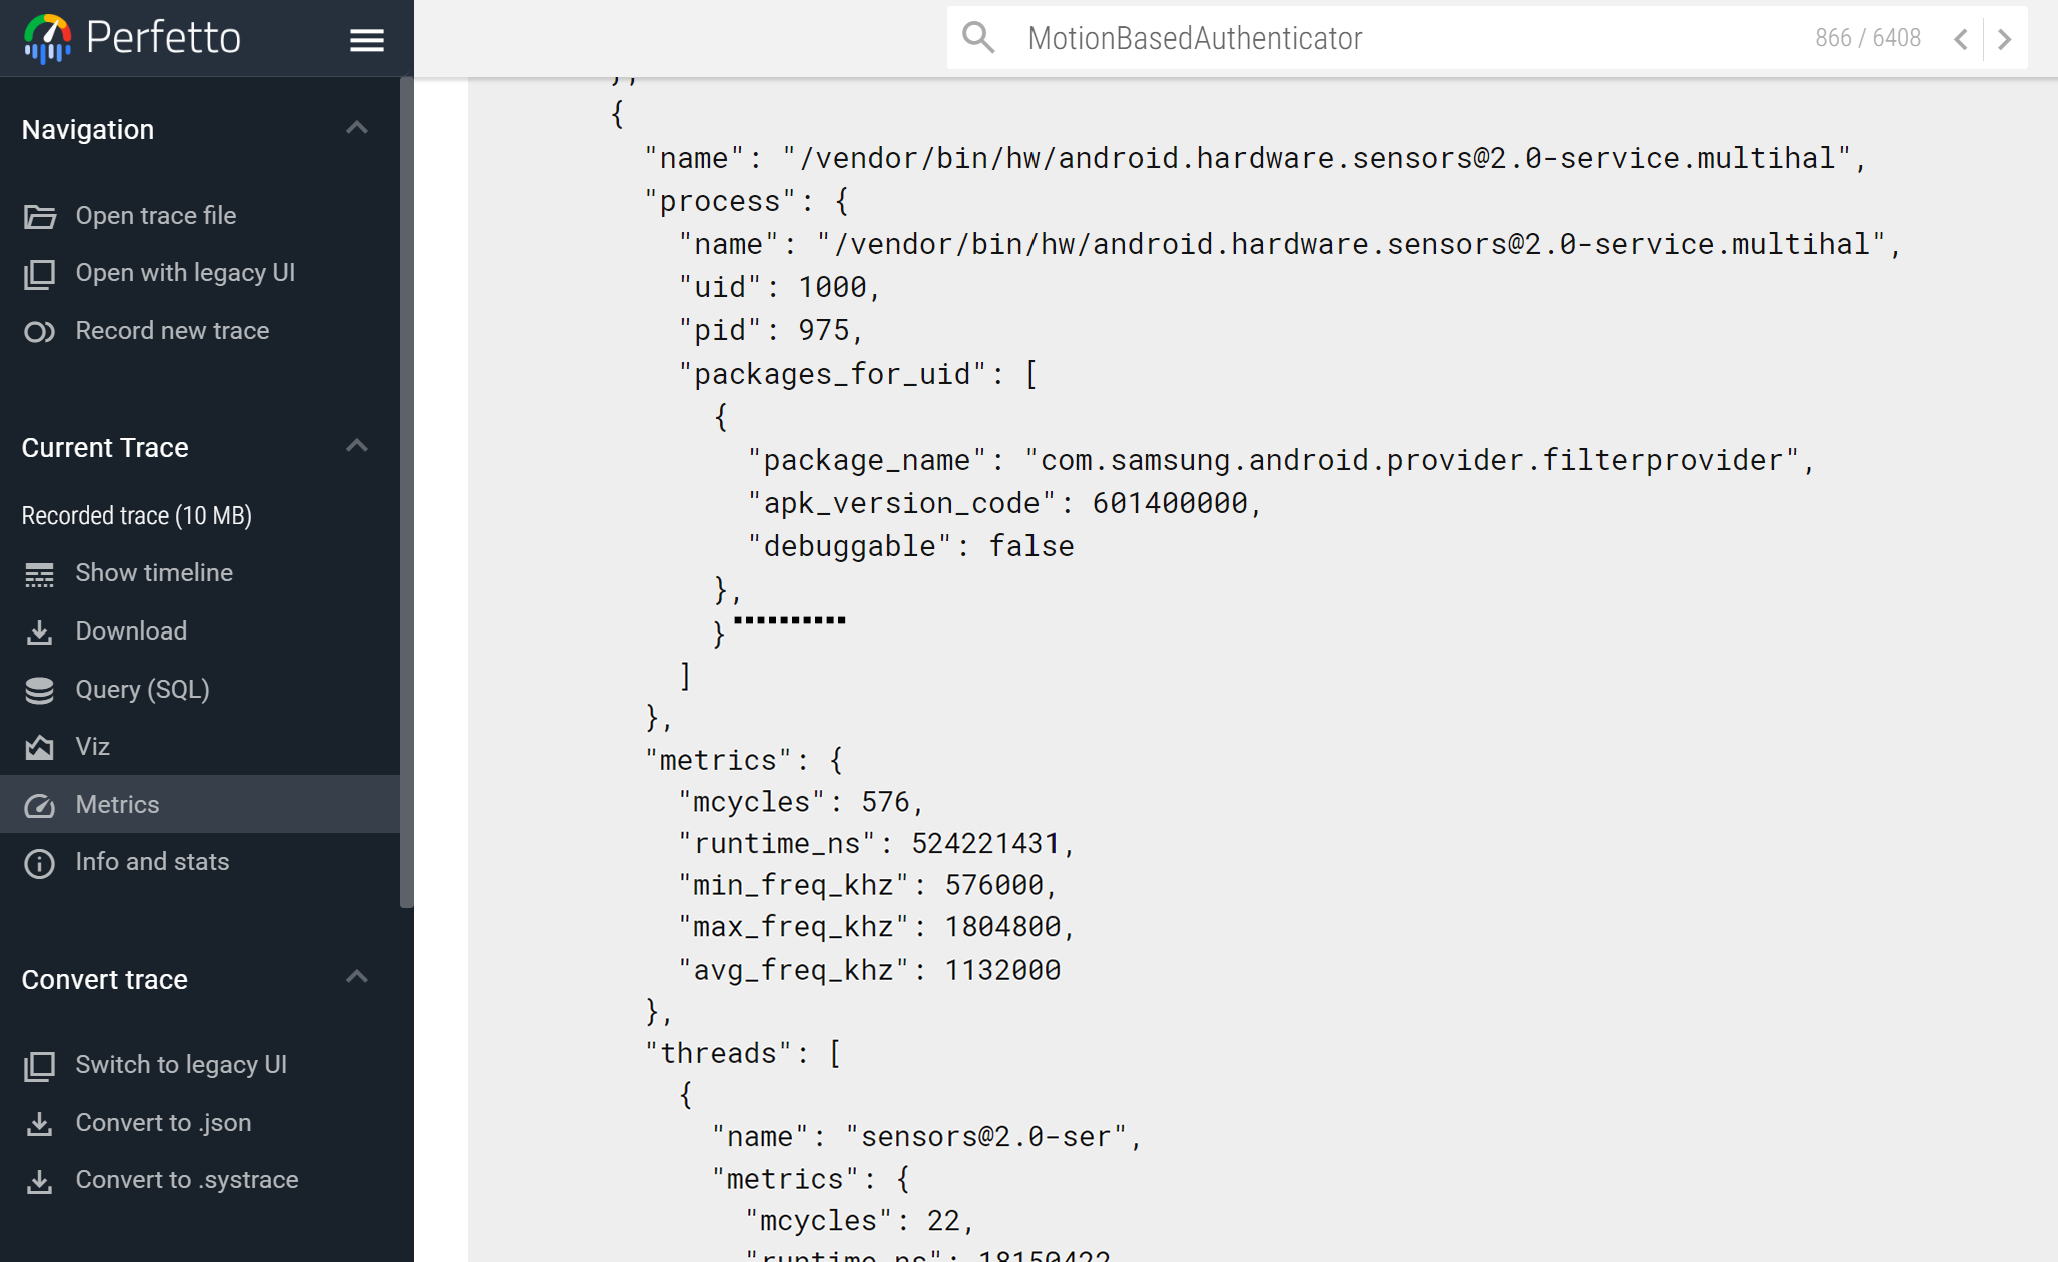 Perfetto
MotionBasedAuthenticator
866 / 6408
Navigation
Open trace file
Open with legacy UI
Record new trace
Current Trace
Recorded trace (10 MB)
Show timeline
Download
Query (SQL)
Viz
Metrics
Info and stats
Convert trace
Switch to legacy UI
Convert to .json
Convert to .systrace
},
{
"name": "/vendor/bin/hw/android.hardware.sensors@2.0-service.multihal",
"process": {
"name": "/vendor/bin/hw/android.hardware.sensors@2.0-service.multihal",
"uid": 1000,
"pid": 975,
"packages_for_uid": [
{
"package_name": "com.samsung.android.provider.filterprovider",
"apk_version_code": 601400000,
"debuggable": false
},
..........
}
]
},
"metrics": {
"mcycles": 576,
"runtime_ns": 524221431,
"min_freq_khz": 576000,
"max_freq_khz": 1804800,
"avg_freq_khz": 1132000
},
"threads": [
{
"name": "sensors@2.0-ser",
"metrics": {
"mcycles": 22,
"runtime_ns": 18150422